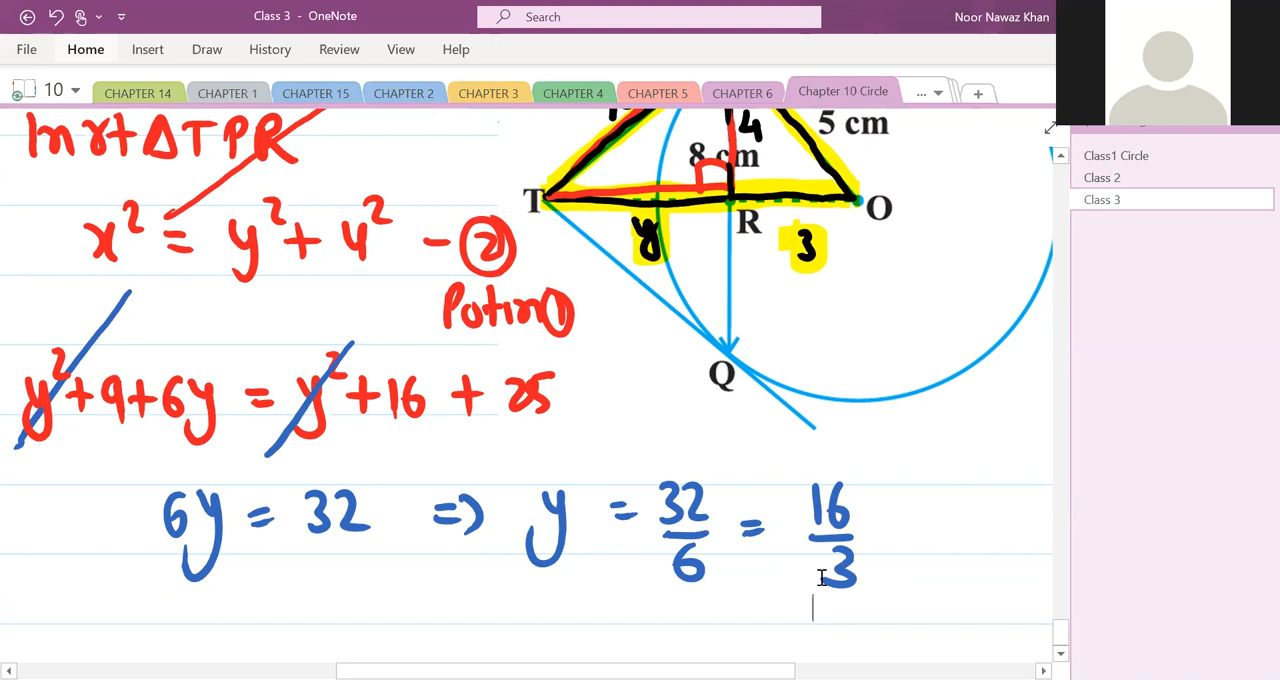 Class 3 - OneNote
Search
Noor Nawaz Khan
File Home Insert Draw History Review View Help
10 CHAPTER 14 CHAPTER 1 CHAPTER 15 CHAPTER 2 CHAPTER 3 CHAPTER 4 CHAPTER 5 CHAPTER 6 Chapter 10 Circle ... +
Class1 Circle
Class 2
Class 3
In rt Δ TPR
4
5 cm
8 cm
T
R
O
y
3
Q
x² = y² + 4² - ②
Put in ①
y² + 9 + 6y = y² + 16 + 25
6y = 32 => y = 32/6 = 16/3